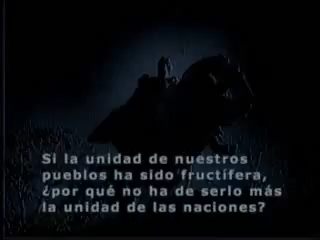 Si la unidad de nuestros
pueblos ha sido fructífera,
¿por qué no ha de serlo más
la unidad de las naciones?